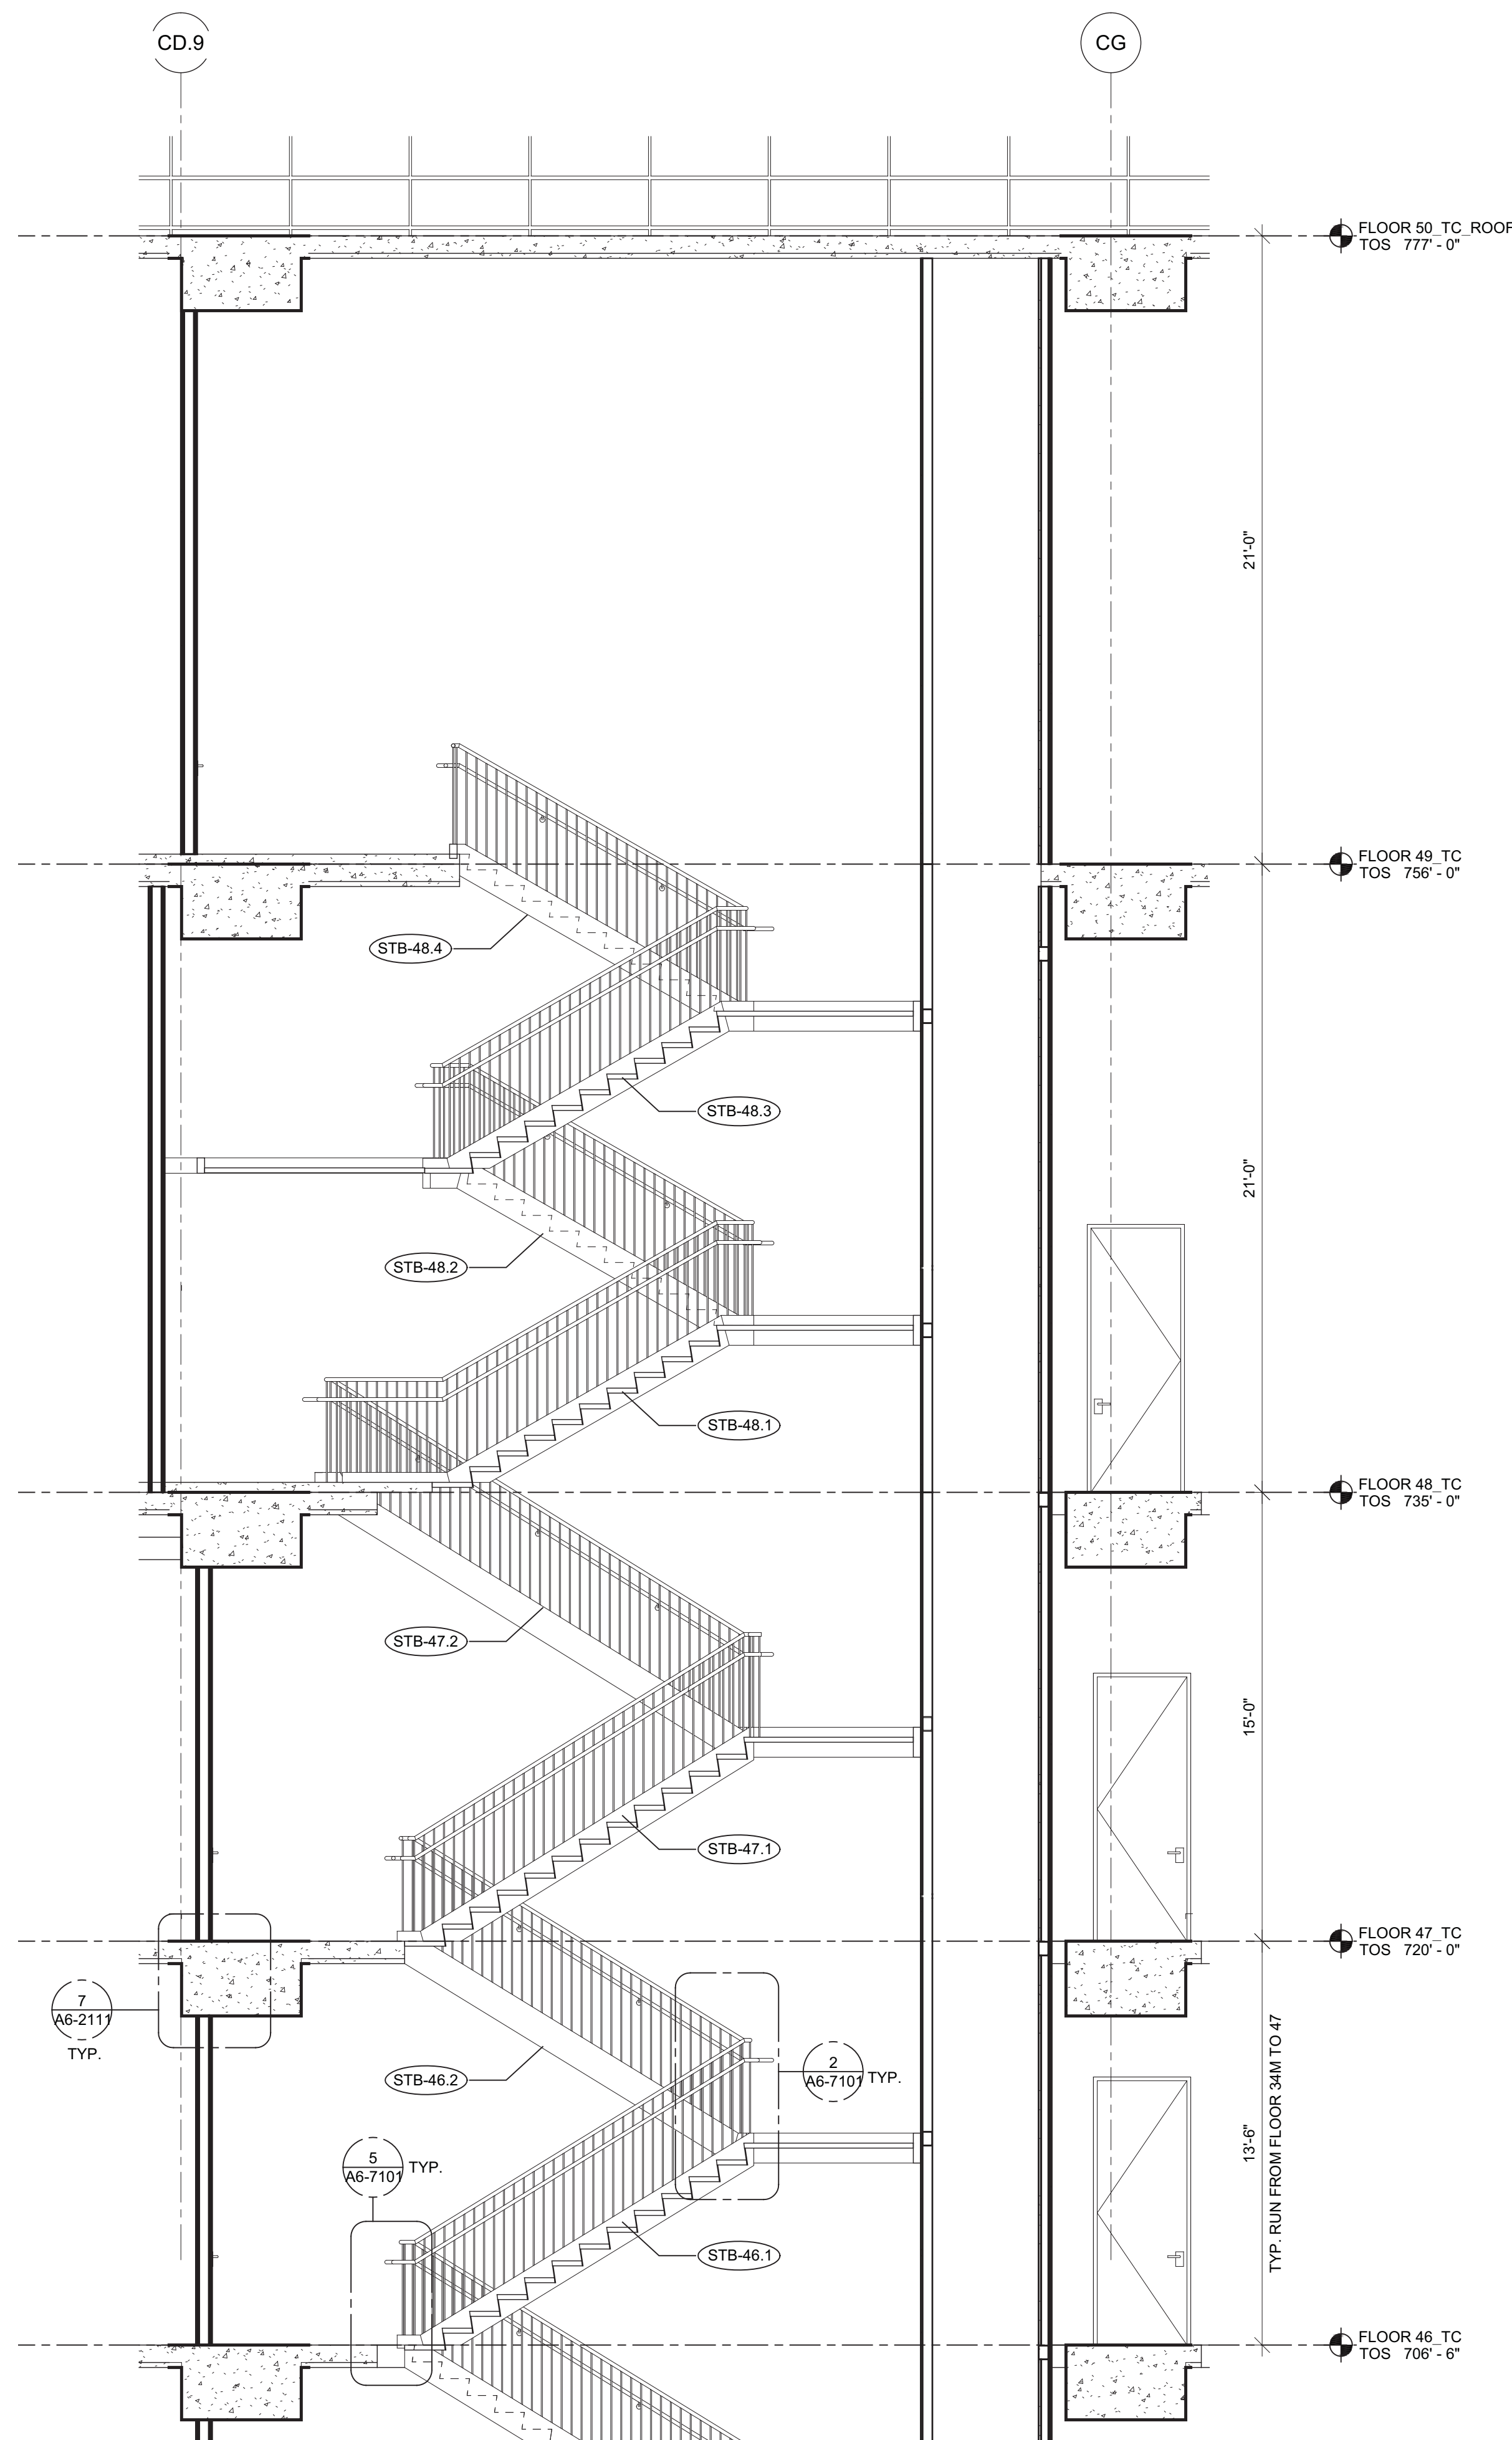 CD.9
CG
FLOOR 50_TC_ROOF
TOS 777' - 0"
21'-0"
FLOOR 49_TC
TOS 756' - 0"
STB-48.4
STB-48.3
21'-0"
STB-48.2
STB-48.1
FLOOR 48_TC
TOS 735' - 0"
STB-47.2
15'-0"
STB-47.1
FLOOR 47_TC
TOS 720' - 0"
7
A6-2111
TYP.
2
A6-7101
TYP.
STB-46.2
13'-6"
TYP. RUN FROM FLOOR 34M TO 47
5
A6-7101
TYP.
STB-46.1
FLOOR 46_TC
TOS 706' - 6"